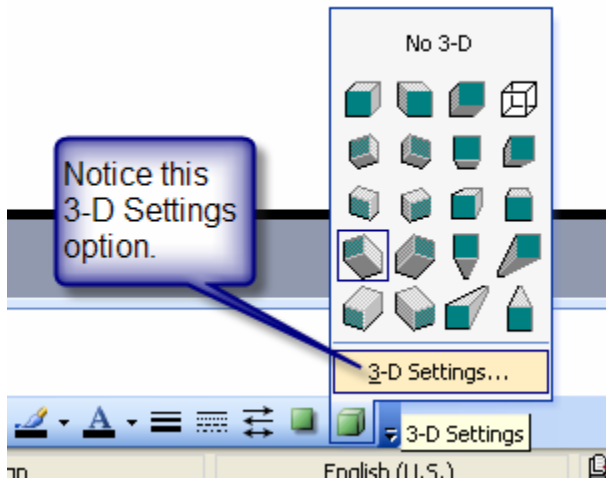 No 3-D
Notice this
3-D Settings
option.
3-D Settings...
A
3-D Settings
English (U.S.)